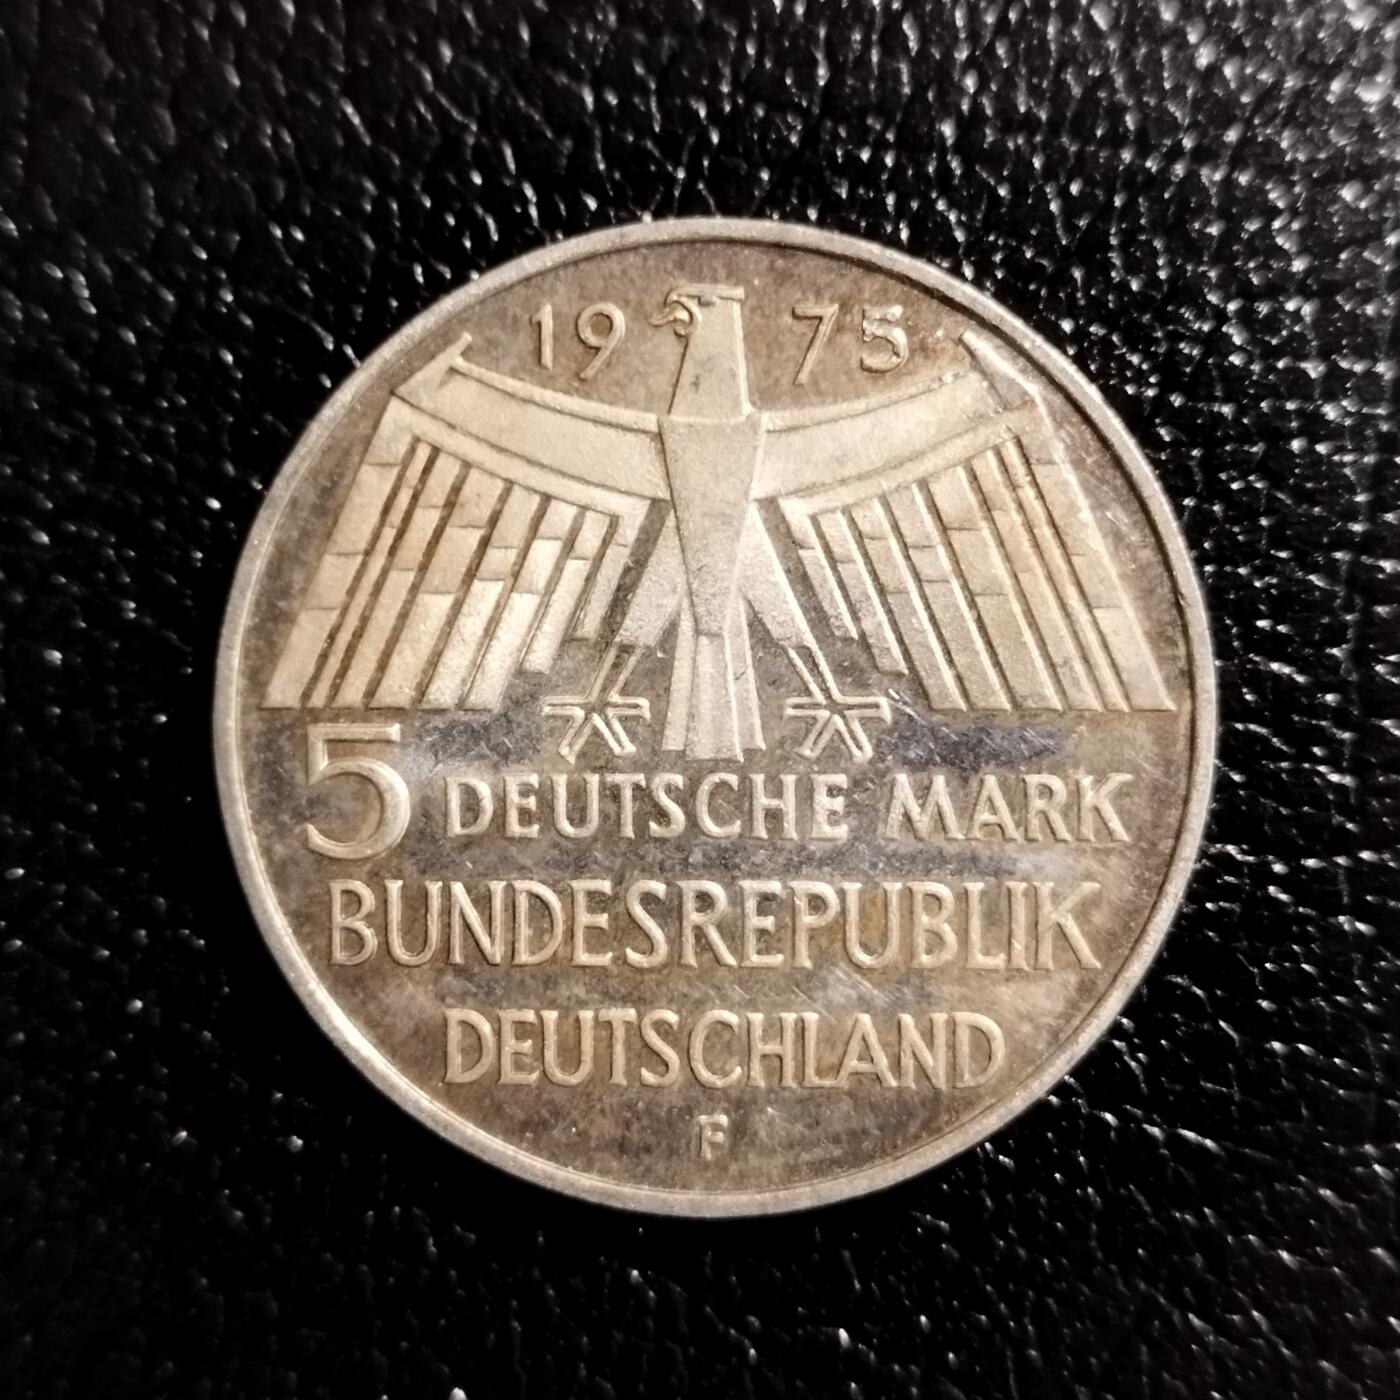 1975
5 DEUTSCHE MARK
BUNDESREPUBLIK
DEUTSCHLAND
F